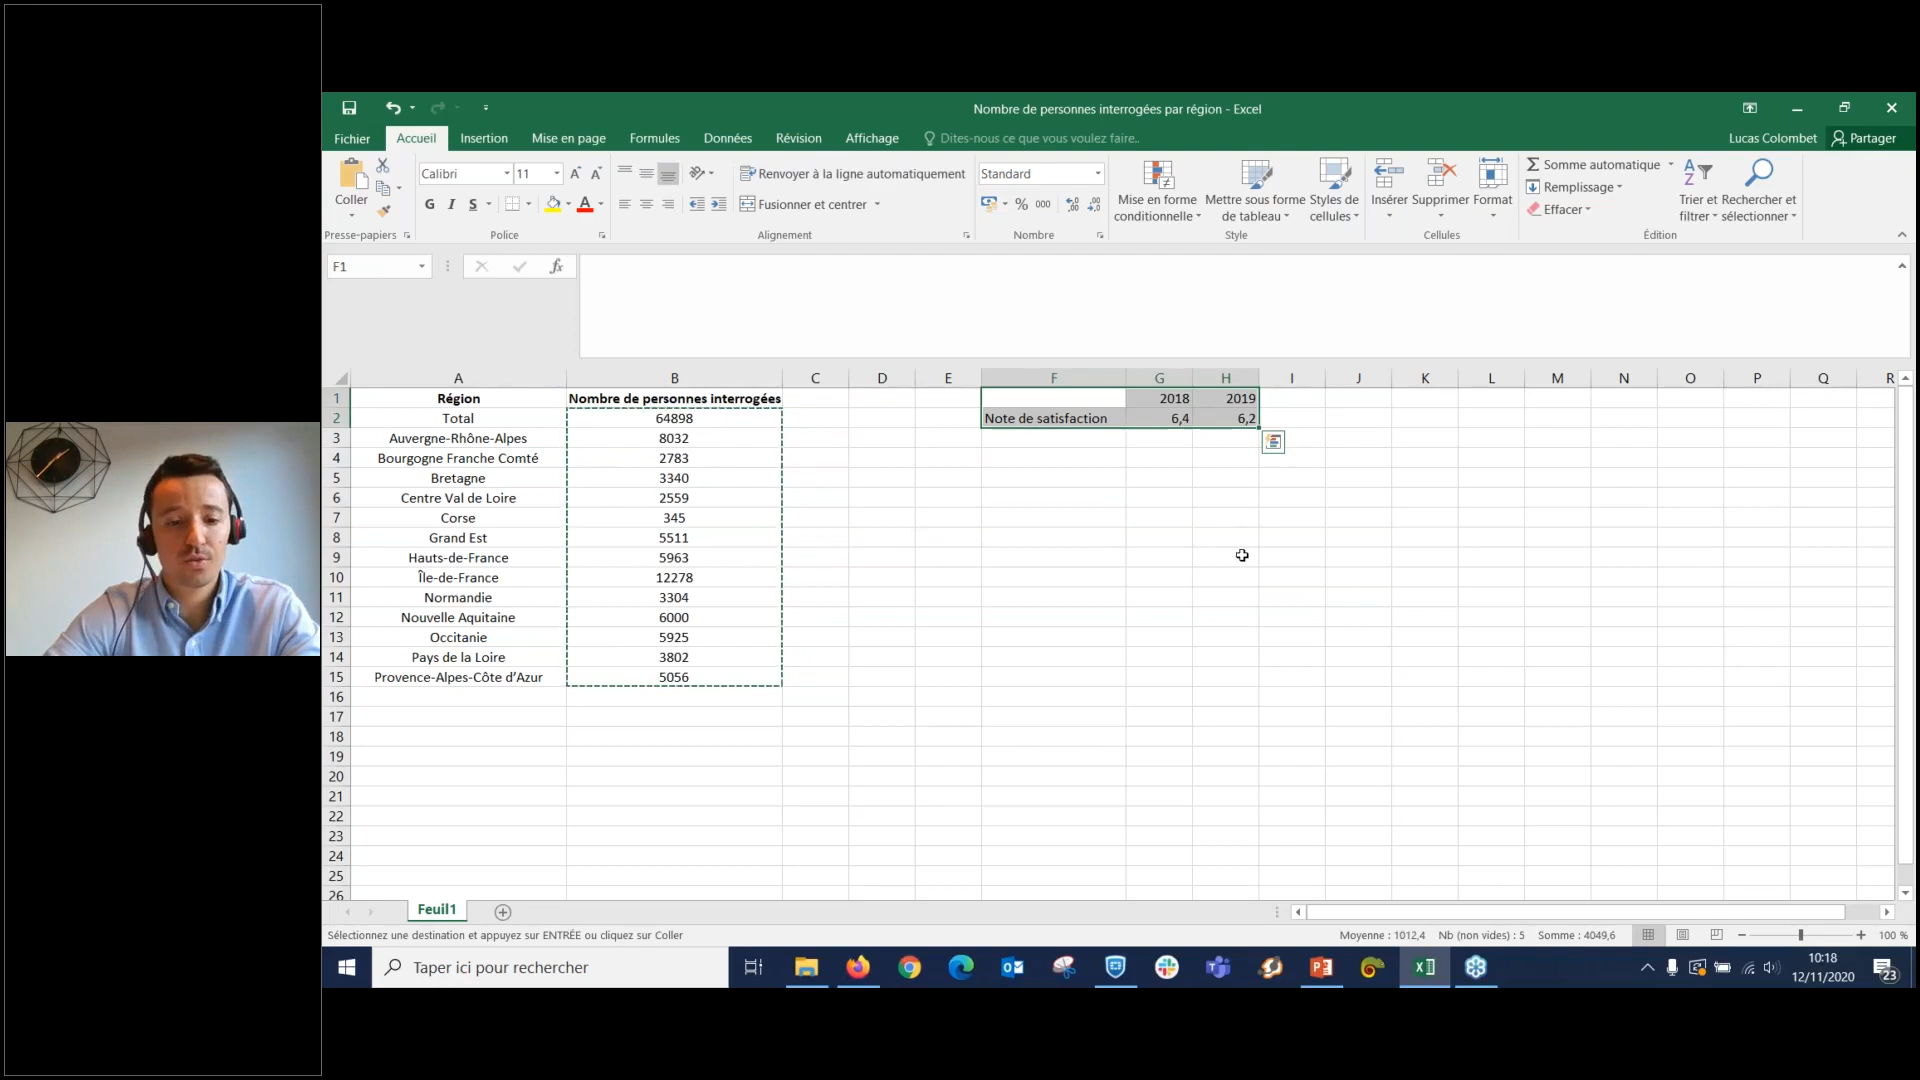 Nombre de personnes interrogées par région - Excel
Fichier Accueil Insertion Mise en page Formules Données Révision Affichage Dites-nous ce que vous voulez faire.. Lucas Colombet Partager
Coller
Calibri 11
G I S
Renvoyer à la ligne automatiquement
Fusionner et centrer
Standard
% 000
Mise en forme conditionnelle
Mettre sous forme de tableau
Styles de cellules
Insérer Supprimer Format
Somme automatique
Remplissage
Effacer
Trier et filtrer
Rechercher et sélectionner
Presse-papiers Police Alignement Nombre Style Cellules Édition
F1 fx
A B C D E F G H I J K L M N O P Q R
1 Région Nombre de personnes interrogées 2018 2019
2 Total 64898 Note de satisfaction 6,4 6,2
3 Auvergne-Rhône-Alpes 8032
4 Bourgogne Franche Comté 2783
5 Bretagne 3340
6 Centre Val de Loire 2559
7 Corse 345
8 Grand Est 5511
9 Hauts-de-France 5963
10 Île-de-France 12278
11 Normandie 3304
12 Nouvelle Aquitaine 6000
13 Occitanie 5925
14 Pays de la Loire 3802
15 Provence-Alpes-Côte d’Azur 5056
16
17
18
19
20
21
22
23
24
25
26
Feuil1
Sélectionnez une destination et appuyez sur ENTRÉE ou cliquez sur Coller Moyenne : 1012,4 Nb (non vides) : 5 Somme : 4049,6 100 %
Taper ici pour rechercher
10:18
12/11/2020
23